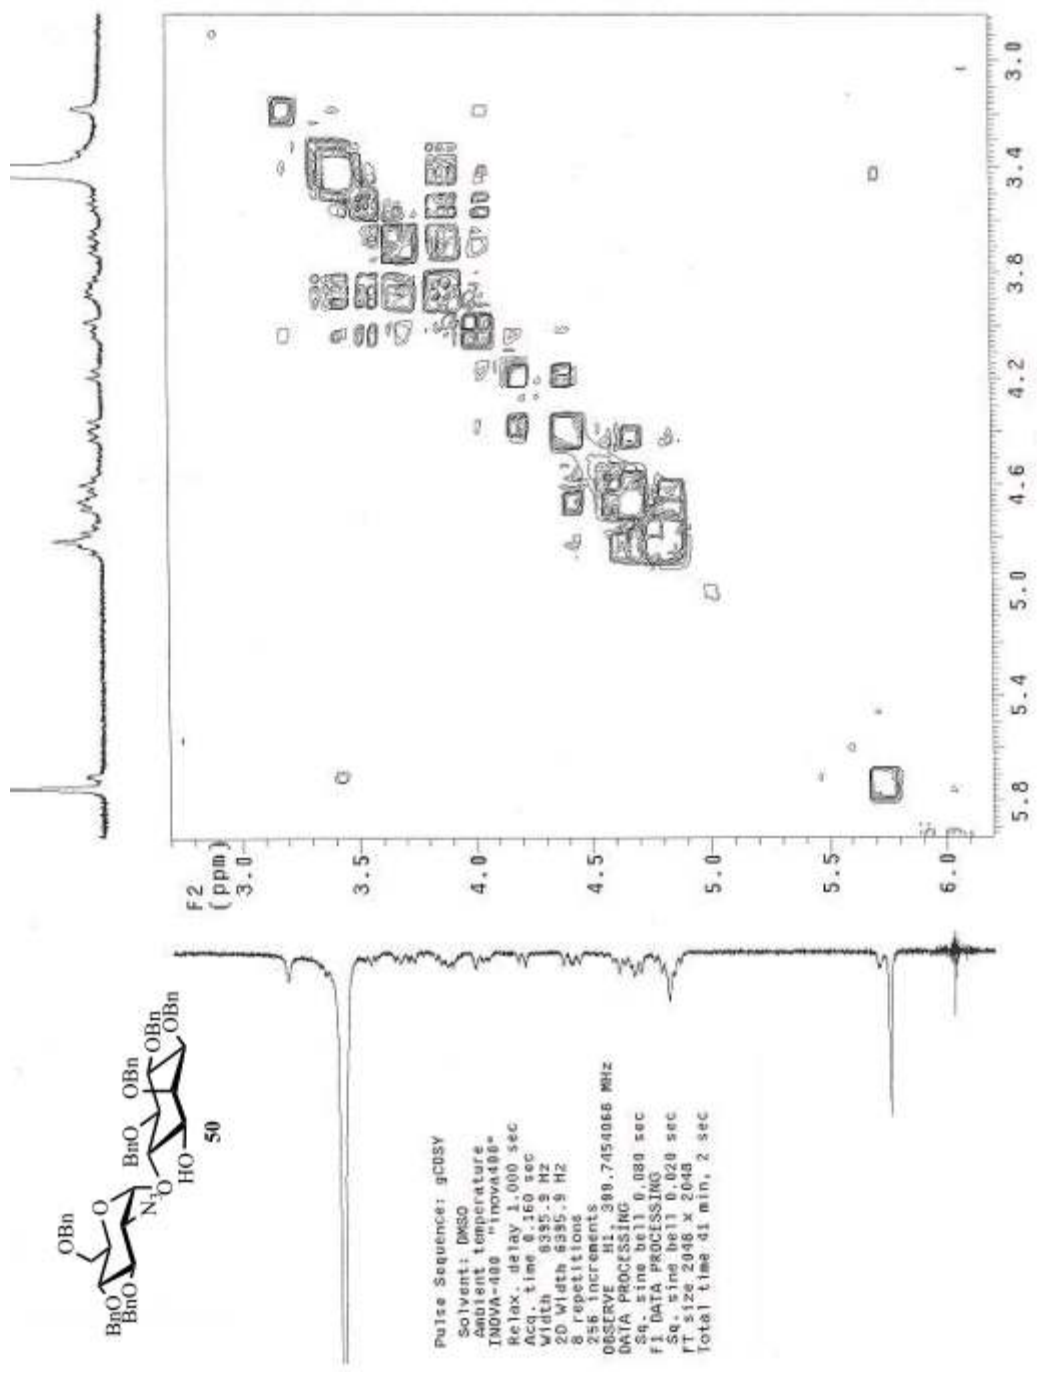 OBn
BnO
BnO
O
N3
O
BnO
OBn
OBn
OBn
HO
50
Pulse Sequence: gCOSY
Solvent: DMSO
Ambient temperature
INOVA-400 "inova400"
Relax. delay 1.000 sec
Acq. time 0.160 sec
Width 6395.9 Hz
2D Width 6395.9 Hz
8 repetitions
256 increments
OBSERVE H1, 399.7454066 MHz
DATA PROCESSING
Sq. sine bell 0.080 sec
F1 DATA PROCESSING
Sq. sine bell 0.020 sec
FT size 2048 x 2048
Total time 41 min, 2 sec
F2
(ppm)
3.0
3.5
4.0
4.5
5.0
5.5
6.0
5.8 5.4 5.0 4.6 4.2 3.8 3.4 3.0